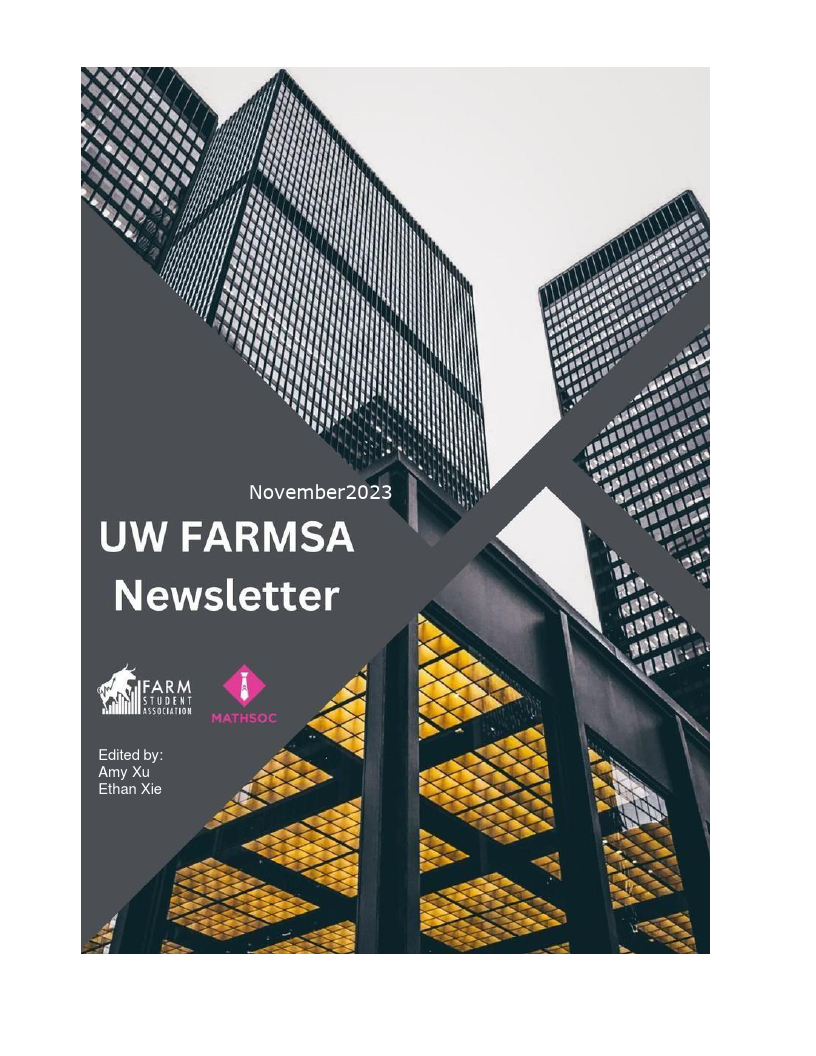 November2023
UW FARMSA
Newsletter
FARM
STUDENT
ASSOCIATION
MATHSOC
Edited by:
Amy Xu
Ethan Xie